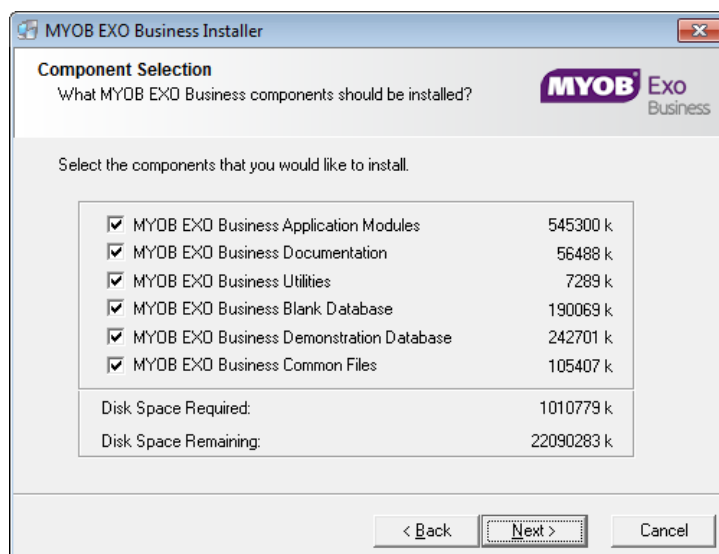 MYOB EXO Business Installer
Component Selection
What MYOB EXO Business components should be installed?
MYOB Exo
Business
Select the components that you would like to install.
MYOB EXO Business Application Modules 545300 k
MYOB EXO Business Documentation 56488 k
MYOB EXO Business Utilities 7289 k
MYOB EXO Business Blank Database 190069 k
MYOB EXO Business Demonstration Database 242701 k
MYOB EXO Business Common Files 105407 k
Disk Space Required: 1010779 k
Disk Space Remaining: 22090283 k
< Back Next > Cancel